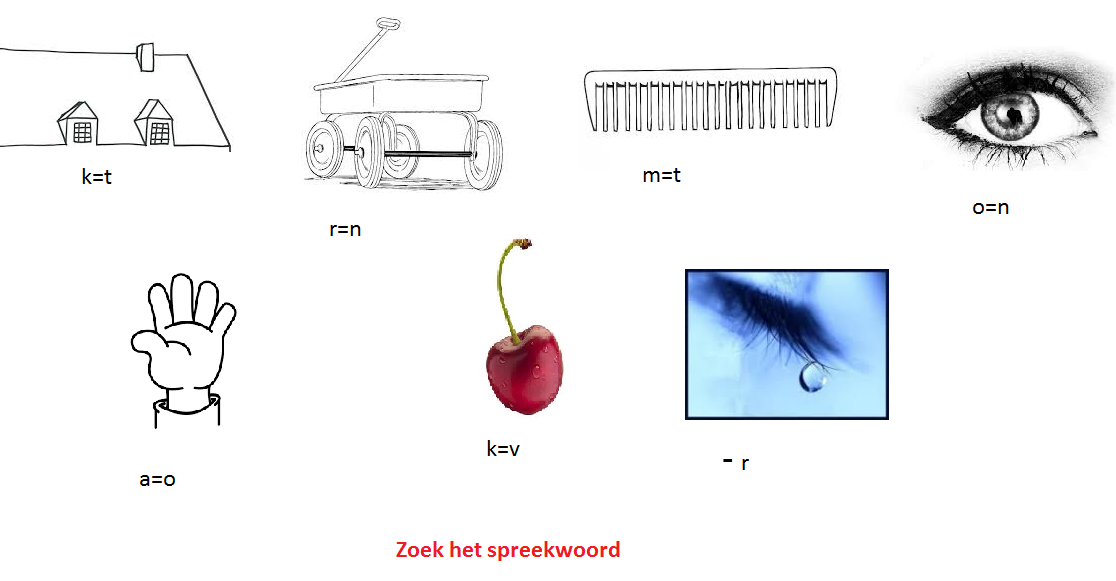 k=t
r=n
m=t
o=n
a=o
k=v
- r
Zoek het spreekwoord